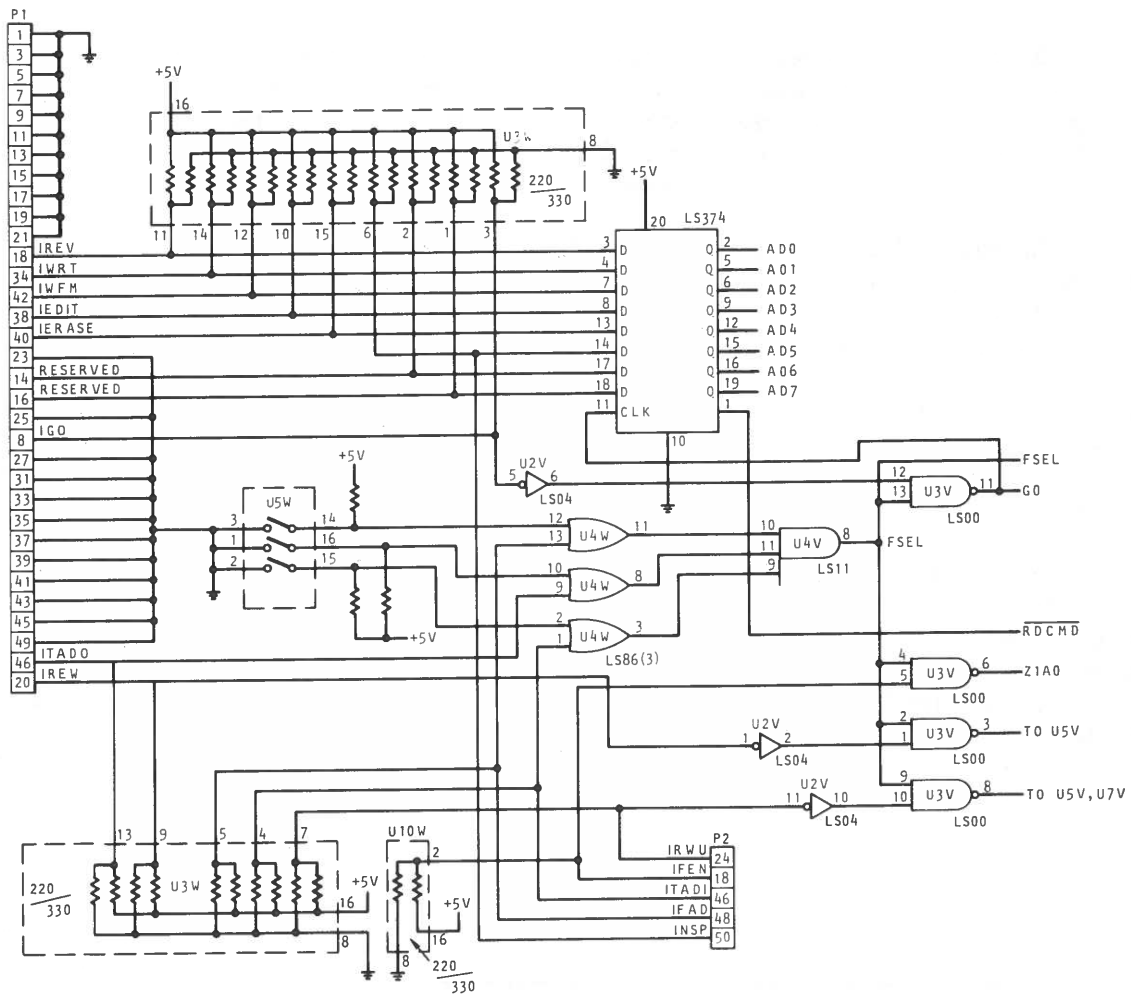 P1
1
3
5
7
9
11
13
15
17
19
21
18 IREV
34 IWRT
42 IWFM
38 IEDIT
40 IERASE
23
14 RESERVED
16 RESERVED
25
8 IGO
27
31
33
35
37
39
41
43
45
49
46 ITADO
20 IREW
+5V
16
U3W
8
220/330
11 14 12 10 15 6 2 1 3
+5V
20 LS374
3 D Q 2 AD0
4 D Q 5 A01
7 D Q 6 AD2
8 D Q 9 AD3
13 D Q 12 AD4
14 D Q 15 AD5
17 D Q 16 A06
18 D Q 19 AD7
11 CLK 1
10
+5V
U5W
3 14
1 16
2 15
+5V
U2V
5 6
LS04
12
13
U4W
11
10
9
U4W
8
2
1
U4W
3
LS86(3)
10
11
9
U4V
8
LS11
FSEL
FSEL
12
13
U3V
11
GO
LS00
RDCMD
4
5
U3V
6
Z1A0
LS00
U2V
1 2
LS04
2
1
U3V
3
TO U5V
LS00
U2V
11 10
LS04
9
10
U3V
8
TO U5V,U7V
LS00
13 9 5 4 7
220/330
U3W
+5V
16
8
U10W
2
+5V
16
8
220/330
P2
IRWU 24
IFEN 18
ITADI 46
IFAD 48
INSP 50